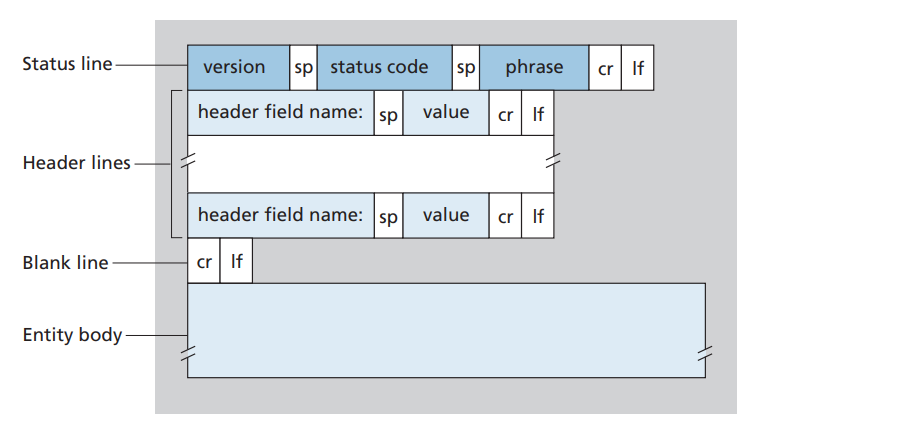 Status line
version sp status code sp phrase cr lf
header field name: sp value cr lf
Header lines
header field name: sp value cr lf
Blank line
cr lf
Entity body